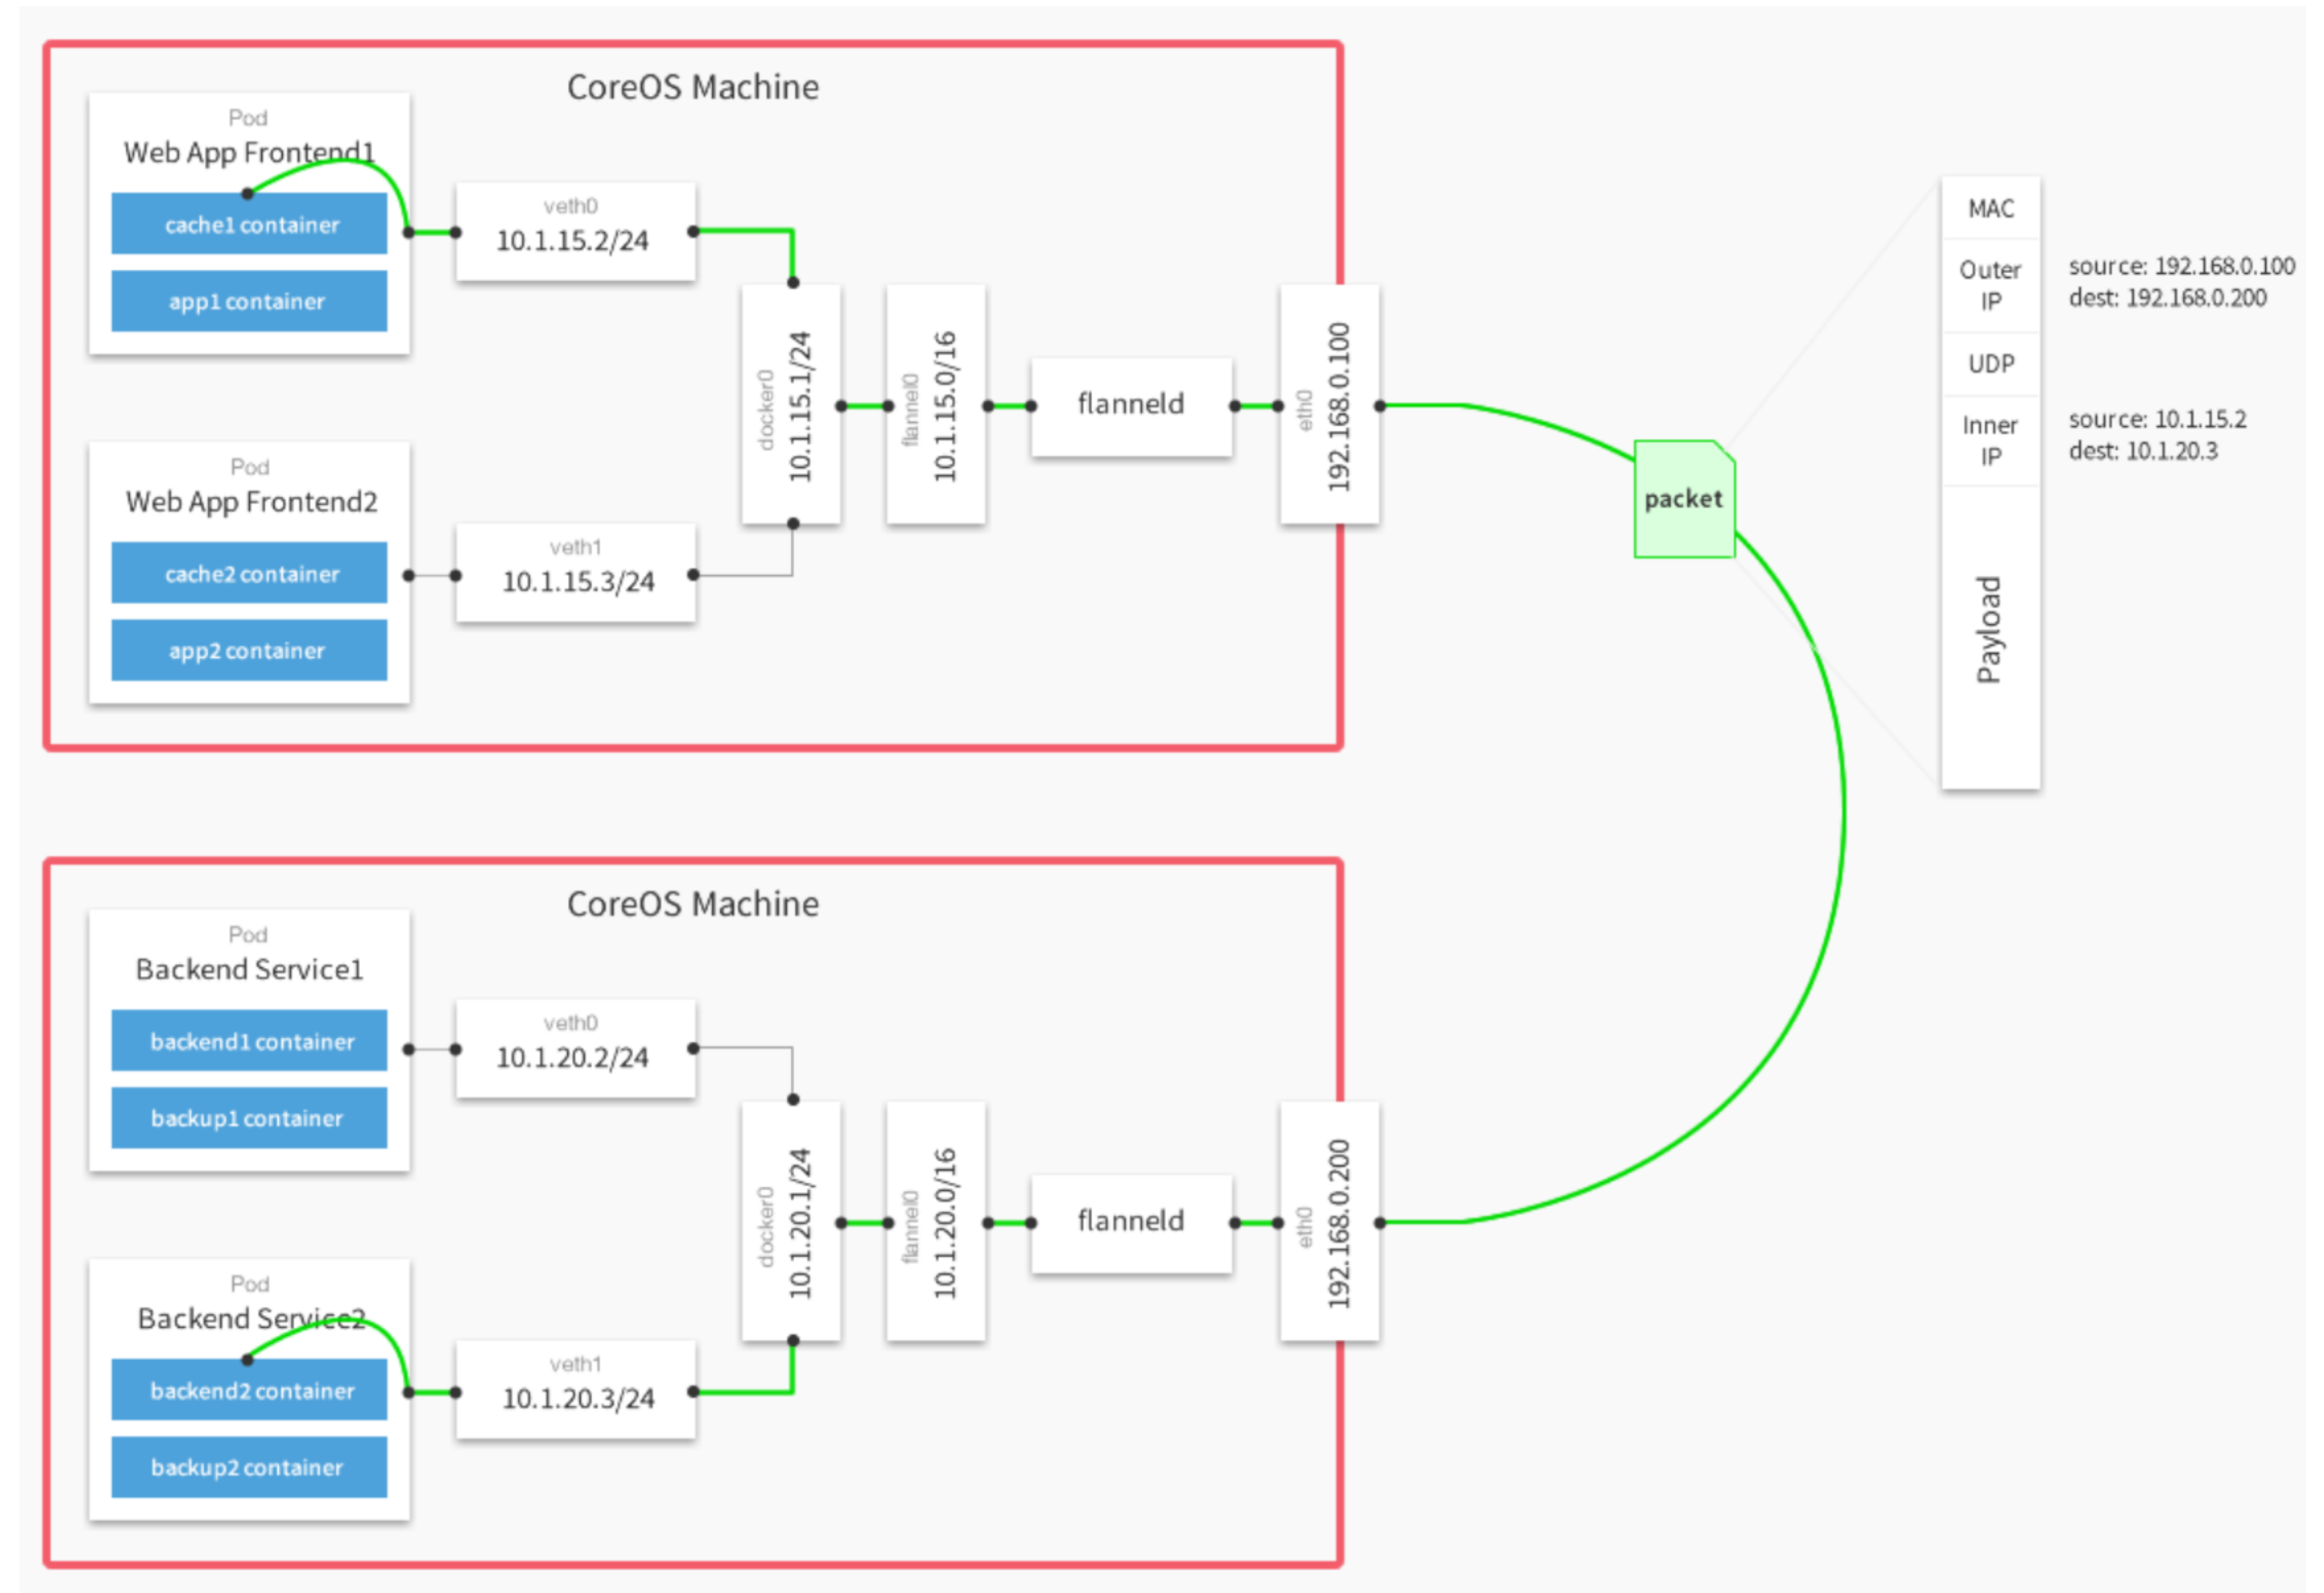 CoreOS Machine
Pod
Web App Frontend1
cache1 container
app1 container
veth0
10.1.15.2/24
Pod
Web App Frontend2
cache2 container
app2 container
veth1
10.1.15.3/24
docker0
10.1.15.1/24
flannel0
10.1.15.0/16
flanneld
eth0
192.168.0.100
packet
MAC
Outer
IP
source: 192.168.0.100
dest: 192.168.0.200
UDP
Inner
IP
source: 10.1.15.2
dest: 10.1.20.3
Payload
CoreOS Machine
Pod
Backend Service1
backend1 container
backup1 container
veth0
10.1.20.2/24
Pod
Backend Service2
backend2 container
backup2 container
veth1
10.1.20.3/24
docker0
10.1.20.1/24
flannel0
10.1.20.0/16
flanneld
eth0
192.168.0.200